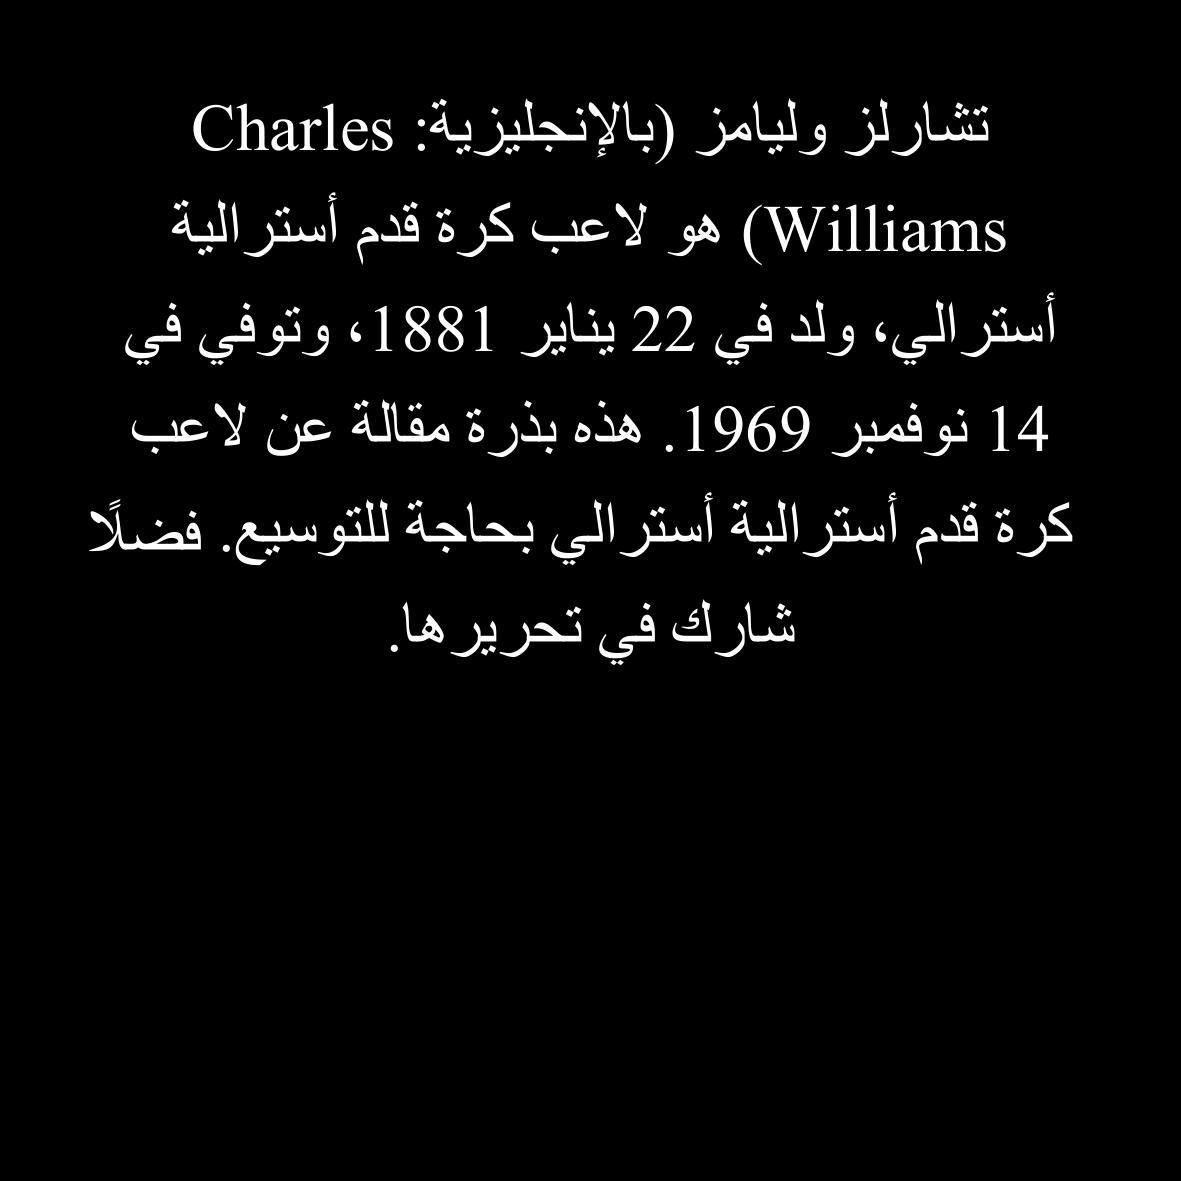 تشارلز وليامز (بالإنجليزية: Charles
Williams) هو لاعب كرة قدم أسترالية
أسترالي، ولد في 22 يناير 1881، وتوفي في
14 نوفمبر 1969. هذه بذرة مقالة عن لاعب
كرة قدم أسترالية أسترالي بحاجة للتوسيع. فضلًا
شارك في تحريرها.